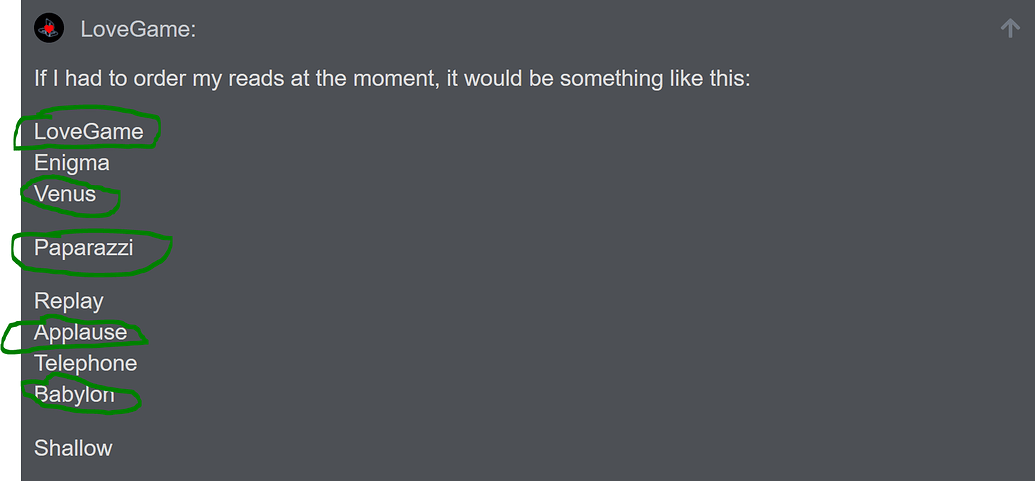 LoveGame:
If I had to order my reads at the moment, it would be something like this:
LoveGame
Enigma
Venus
Paparazzi
Replay
Applause
Telephone
Babylon
Shallow